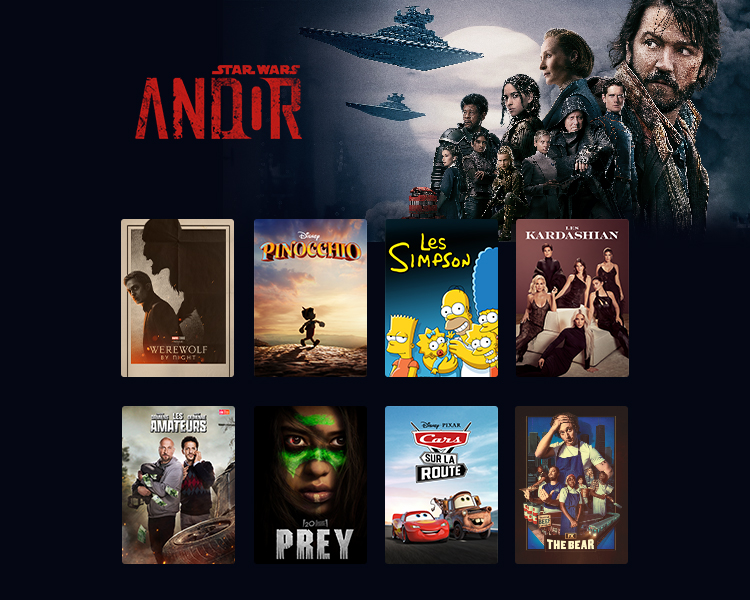 STAR WARS
ANDOR
WEREWOLF
BY NIGHT
Disney
PINOCCHIO
Les
Simpson
LES
KARDASHIAN
LES
AMATEURS
PREY
Disney PIXAR
Cars
SUR LA
ROUTE
FX
THE BEAR